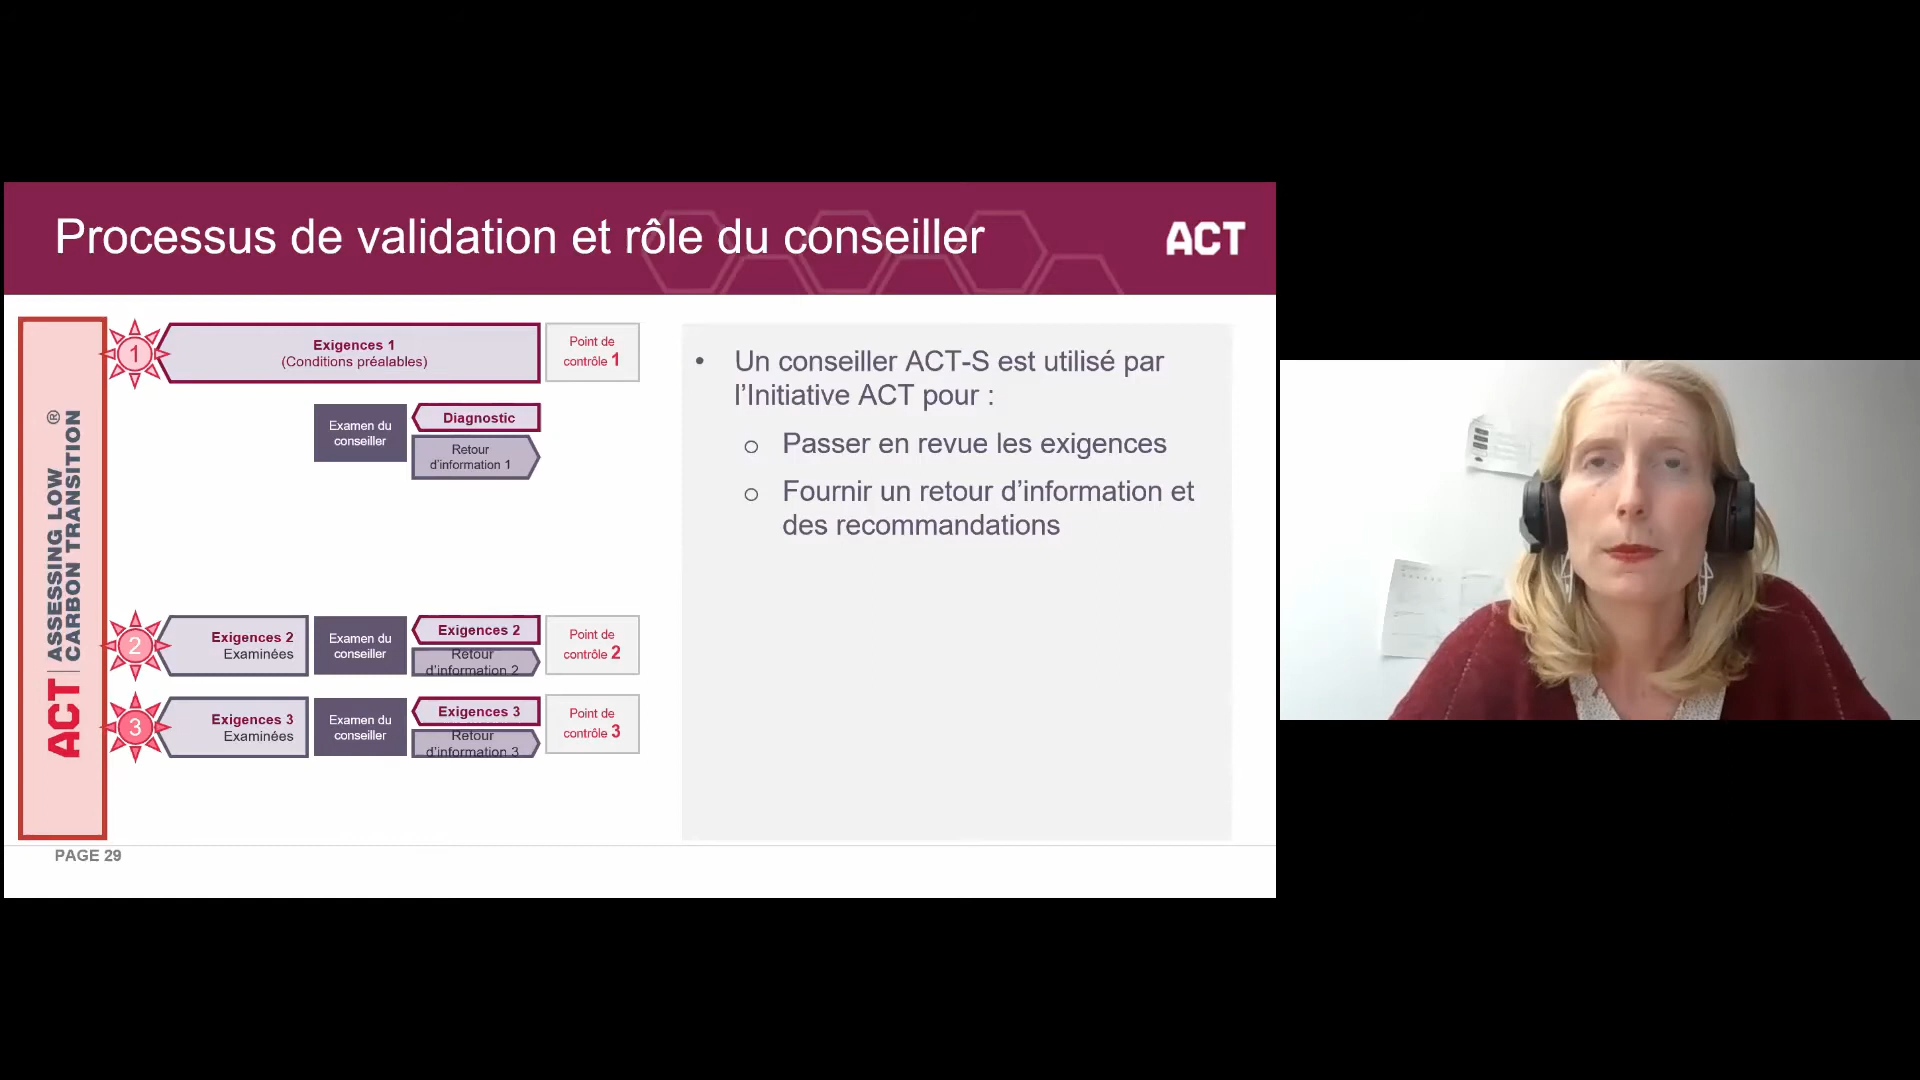 Processus de validation et rôle du conseiller
ACT
ACT | ASSESSING LOW
CARBON TRANSITION
®
1
Exigences 1
(Conditions préalables)
Point de
contrôle 1
Examen du
conseiller
Diagnostic
Retour
d’information 1
2
Exigences 2
Examinées
Examen du
conseiller
Exigences 2
Retour
d’information 2
Point de
contrôle 2
3
Exigences 3
Examinées
Examen du
conseiller
Exigences 3
Retour
d’information 3
Point de
contrôle 3
• Un conseiller ACT-S est utilisé par
l’Initiative ACT pour :
o Passer en revue les exigences
o Fournir un retour d’information et
des recommandations
PAGE 29